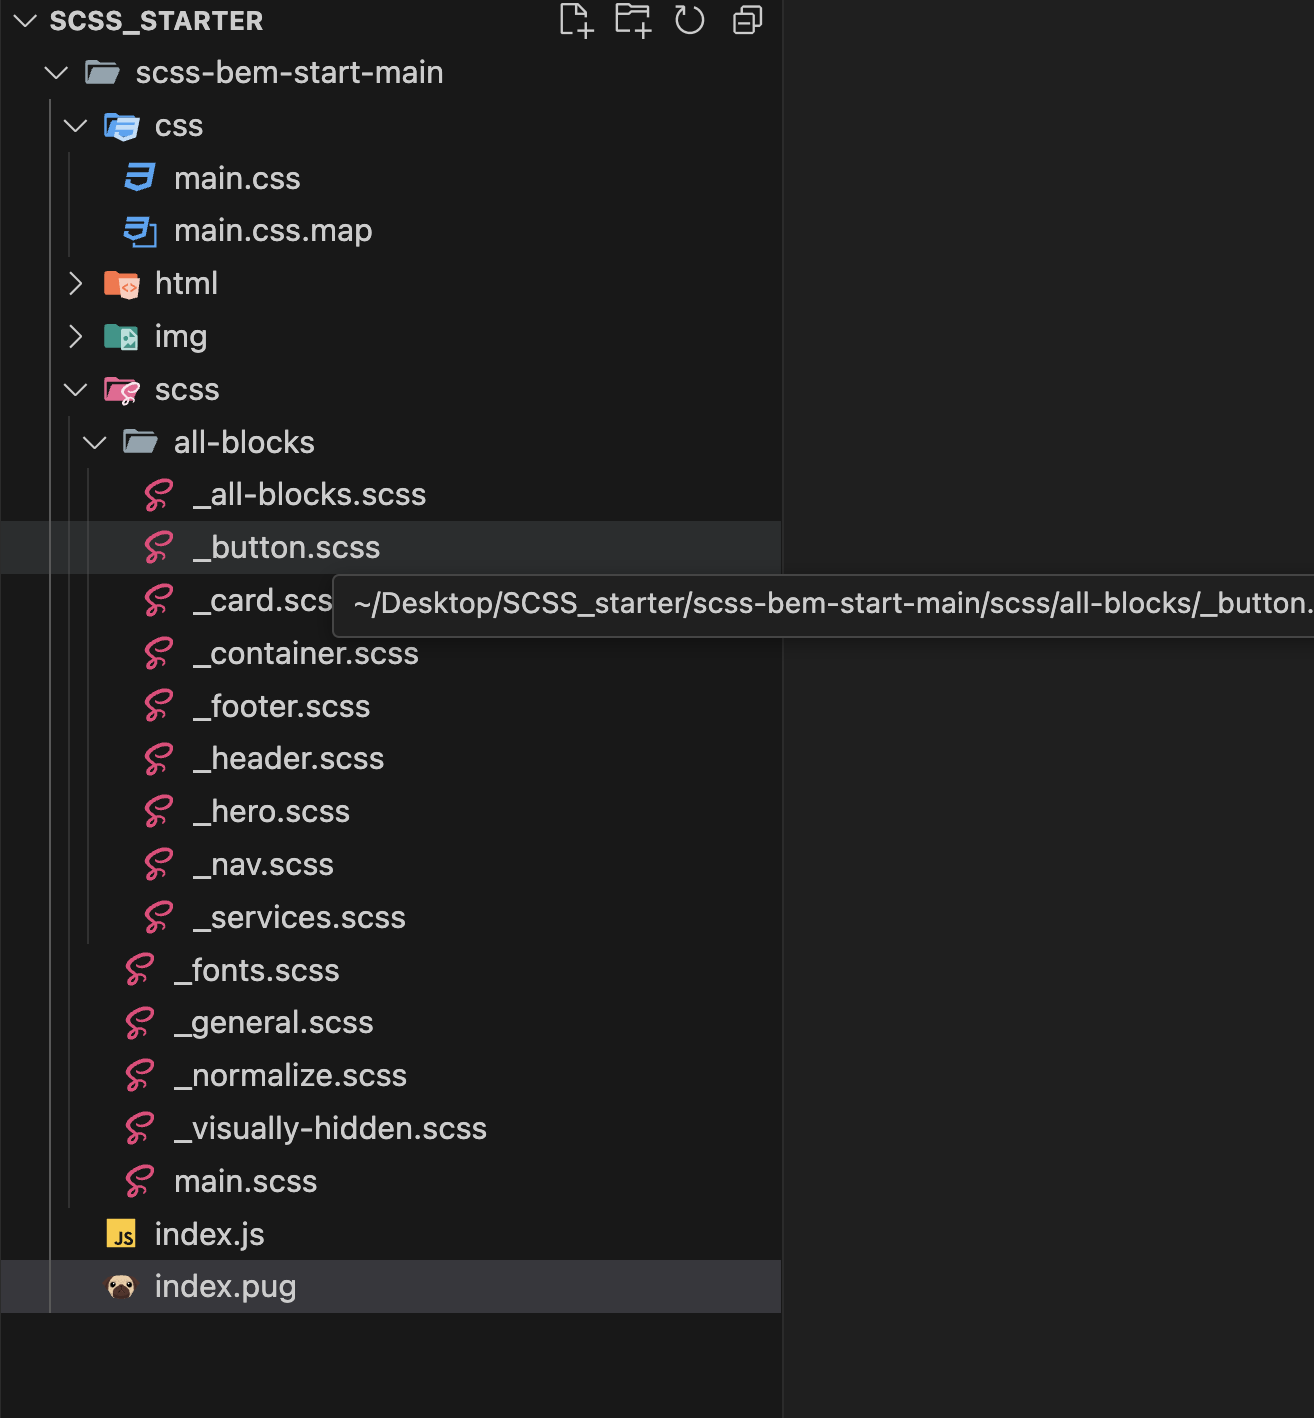 SCSS_STARTER
scss-bem-start-main
css
main.css
main.css.map
html
img
scss
all-blocks
_all-blocks.scss
_button.scss
_card.scs
~/Desktop/SCSS_starter/scss-bem-start-main/scss/all-blocks/_button.
_container.scss
_footer.scss
_header.scss
_hero.scss
_nav.scss
_services.scss
_fonts.scss
_general.scss
_normalize.scss
_visually-hidden.scss
main.scss
JS index.js
index.pug